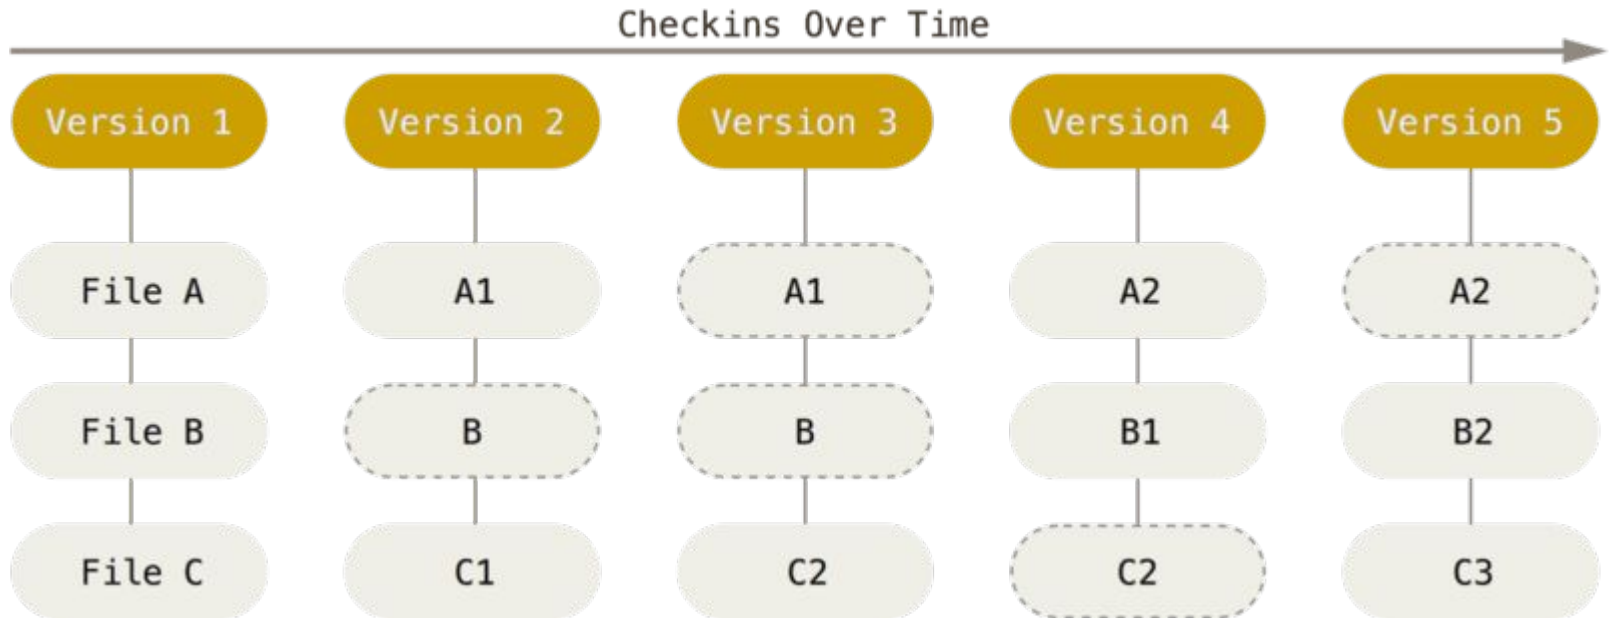 Checkins Over Time
Version 1 Version 2 Version 3 Version 4 Version 5
File A A1 A1 A2 A2
File B B B B1 B2
File C C1 C2 C2 C3